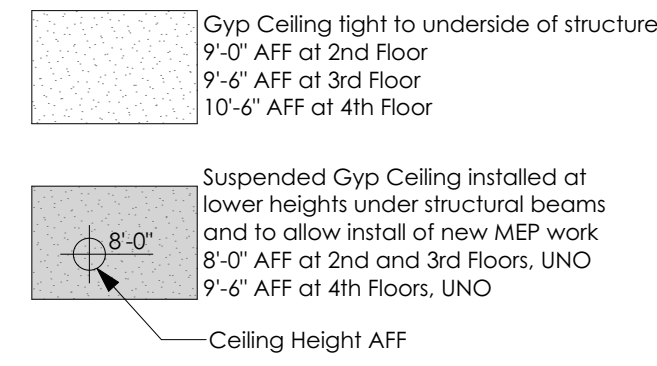 Gyp Ceiling tight to underside of structure
9'-0" AFF at 2nd Floor
9'-6" AFF at 3rd Floor
10'-6" AFF at 4th Floor
Suspended Gyp Ceiling installed at
lower heights under structural beams
and to allow install of new MEP work
8'-0" AFF at 2nd and 3rd Floors, UNO
9'-6" AFF at 4th Floors, UNO
8'-0"
Ceiling Height AFF